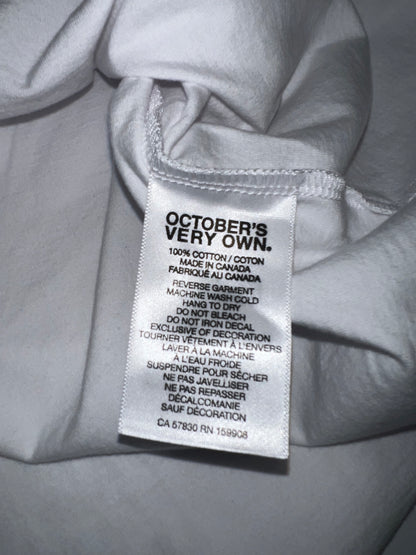 OCTOBER'S
VERY OWN.
100% COTTON / COTON
MADE IN CANADA
FABRIQUÉ AU CANADA
REVERSE GARMENT
MACHINE WASH COLD
HANG TO DRY
DO NOT BLEACH
DO NOT IRON DECAL
EXCLUSIVE OF DECORATION
TOURNER VÊTEMENT À L'ENVERS
LAVER À LA MACHINE
À L'EAU FROIDE
SUSPENDRE POUR SÉCHER
NE PAS JAVELLISER
NE PAS REPASSER
DÉCALCOMANIE
SAUF DÉCORATION
CA 57830 RN 159908